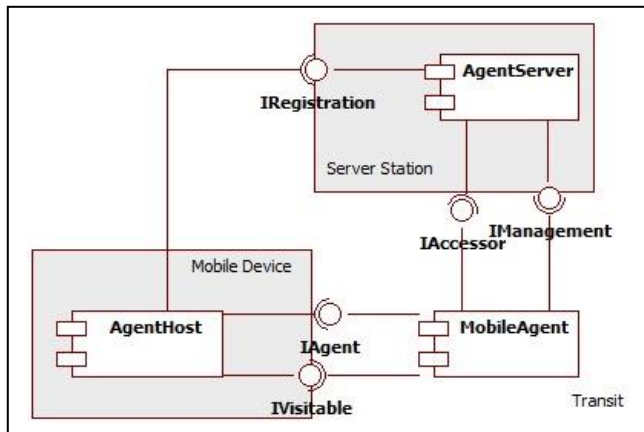 AgentServer
IRegistration
Server Station
IAccessor
IManagement
Mobile Device
AgentHost
MobileAgent
IAgent
IVisitable
Transit